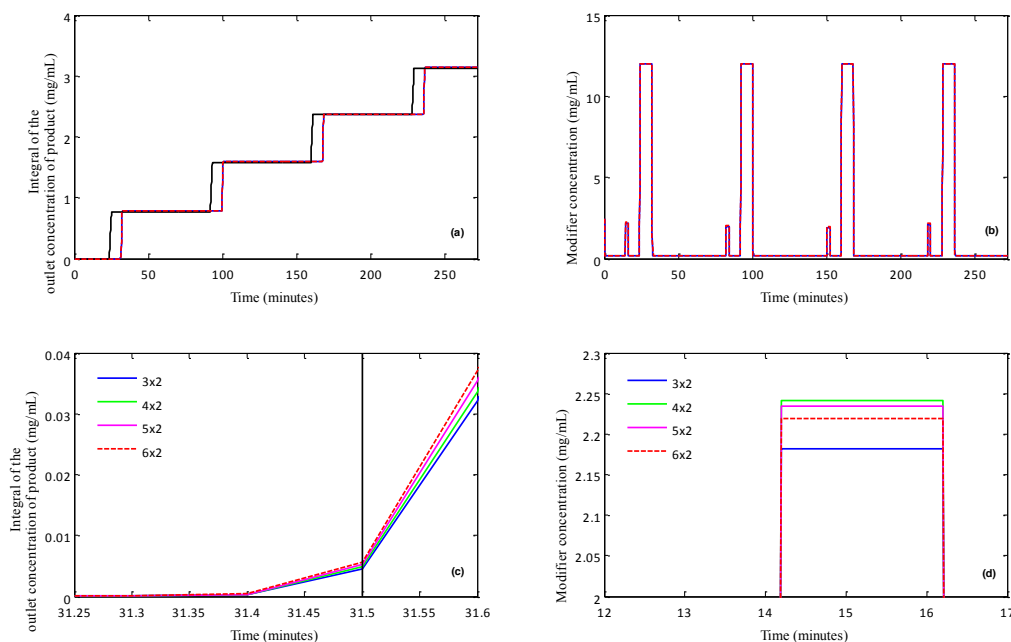 4
3
2
1
0
0
50
100
150
200
250
Integral of the
outlet concentration of product (mg/mL)
Time (minutes)
(a)
15
10
5
0
0
50
100
150
200
250
Modifier concentration (mg/mL)
Time (minutes)
(b)
0.04
0.03
0.02
0.01
0
31.25
31.3
31.35
31.4
31.45
31.5
31.55
31.6
Integral of the
outlet concentration of product (mg/mL)
Time (minutes)
3x2
4x2
5x2
6x2
(c)
2.3
2.25
2.2
2.15
2.1
2.05
2
12
13
14
15
16
17
Modifier concentration (mg/mL)
Time (minutes)
3x2
4x2
5x2
6x2
(d)